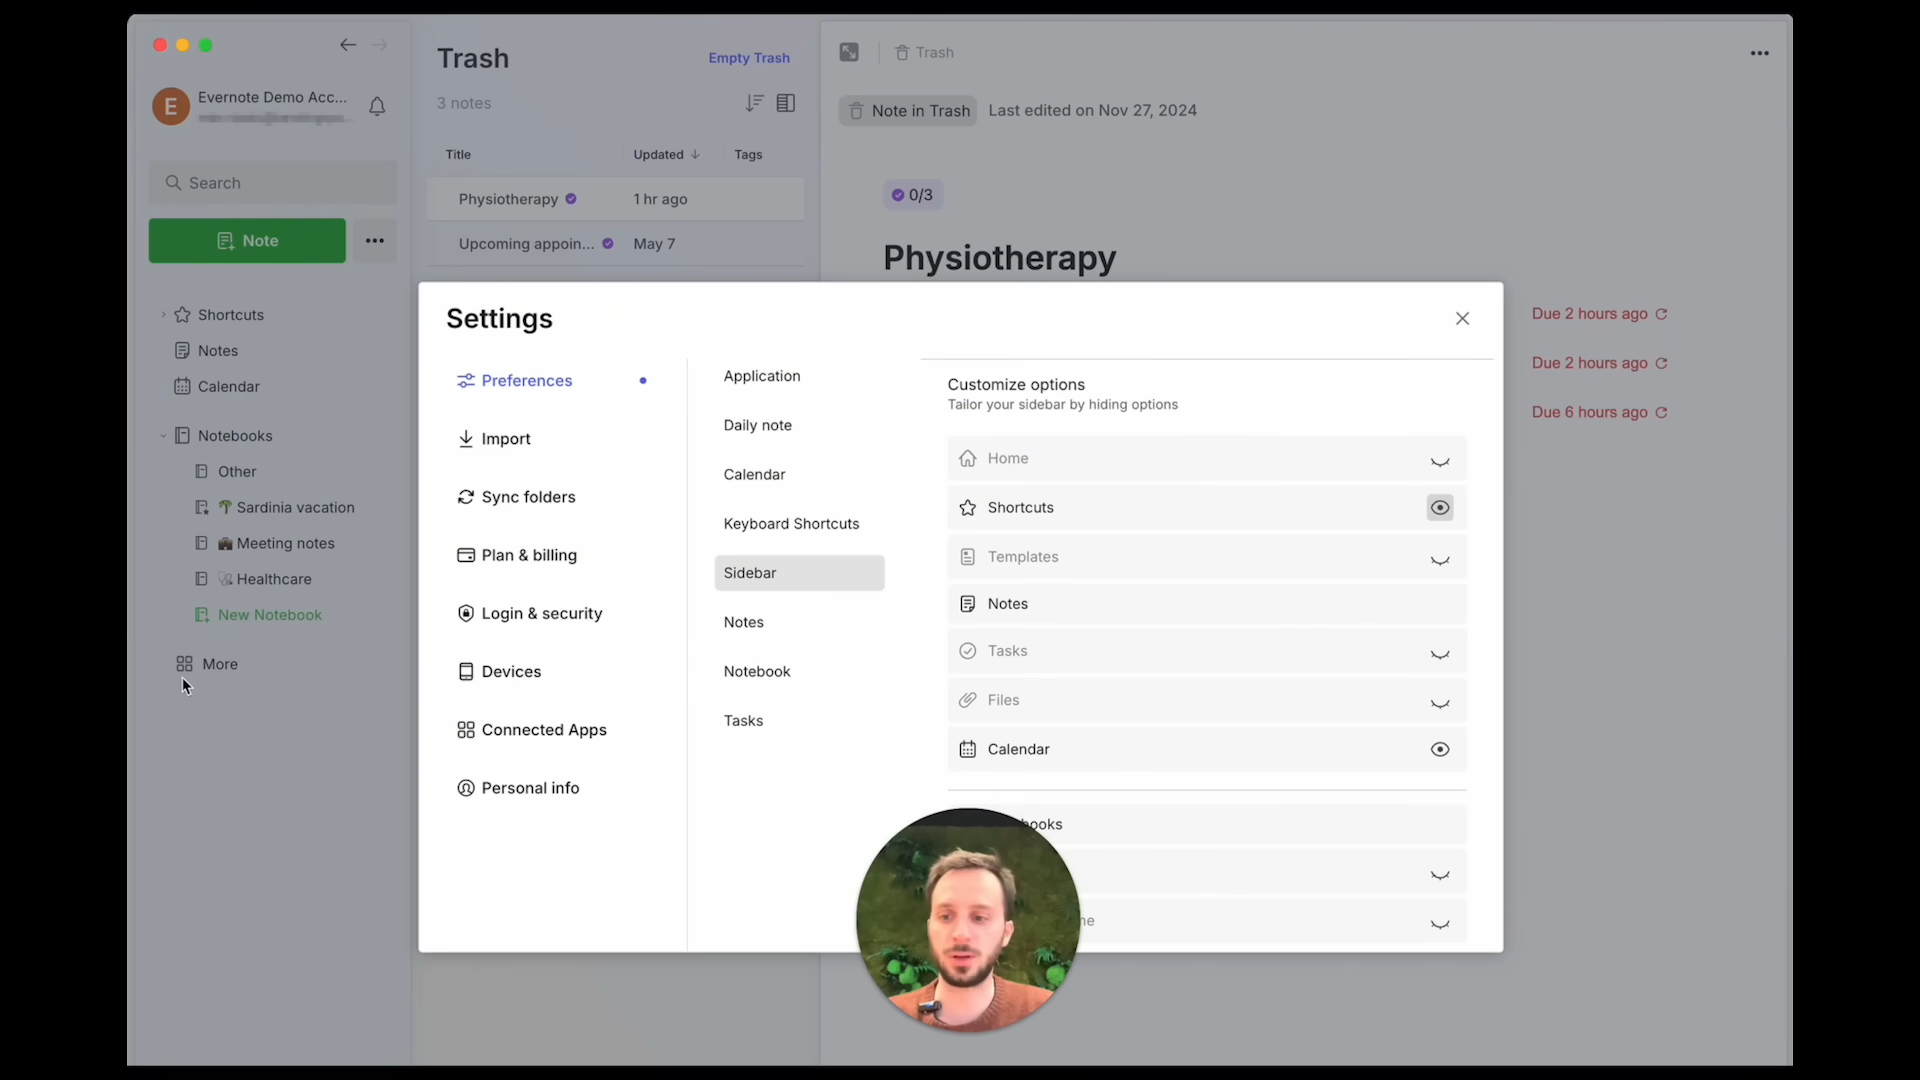 E
Evernote Demo Acc...
Search
Note
Shortcuts
Notes
Calendar
Notebooks
Other
Sardinia vacation
Meeting notes
Healthcare
New Notebook
More
Trash
Empty Trash
3 notes
Title
Updated
Tags
Physiotherapy
1 hr ago
Upcoming appoin...
May 7
Trash
Note in Trash
Last edited on Nov 27, 2024
0/3
Physiotherapy
Due 2 hours ago
Due 2 hours ago
Due 6 hours ago
Settings
Preferences
Import
Sync folders
Plan & billing
Login & security
Devices
Connected Apps
Personal info
Application
Daily note
Calendar
Keyboard Shortcuts
Sidebar
Notes
Notebook
Tasks
Customize options
Tailor your sidebar by hiding options
Home
Shortcuts
Templates
Notes
Tasks
Files
Calendar